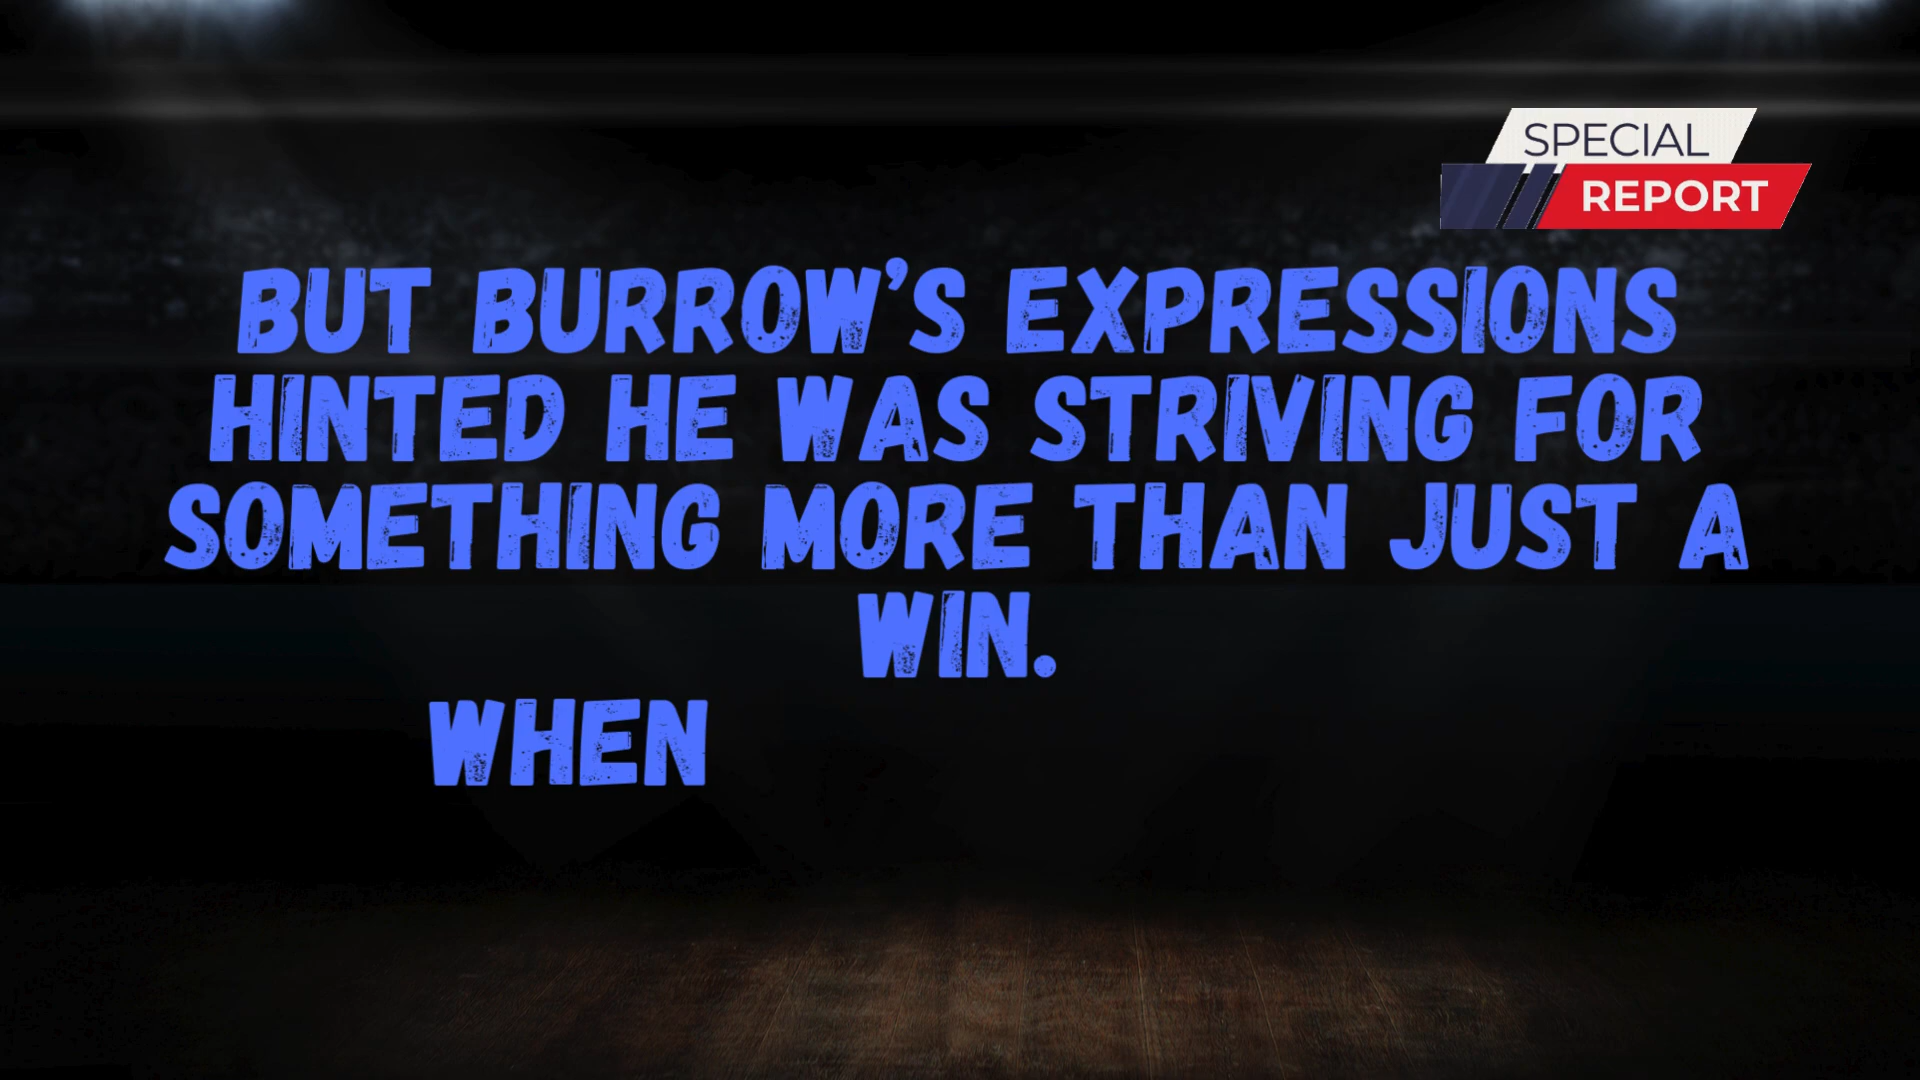 SPECIAL
REPORT
BUT BURROW’S EXPRESSIONS
HINTED HE WAS STRIVING FOR
SOMETHING MORE THAN JUST A
WIN.
WHEN